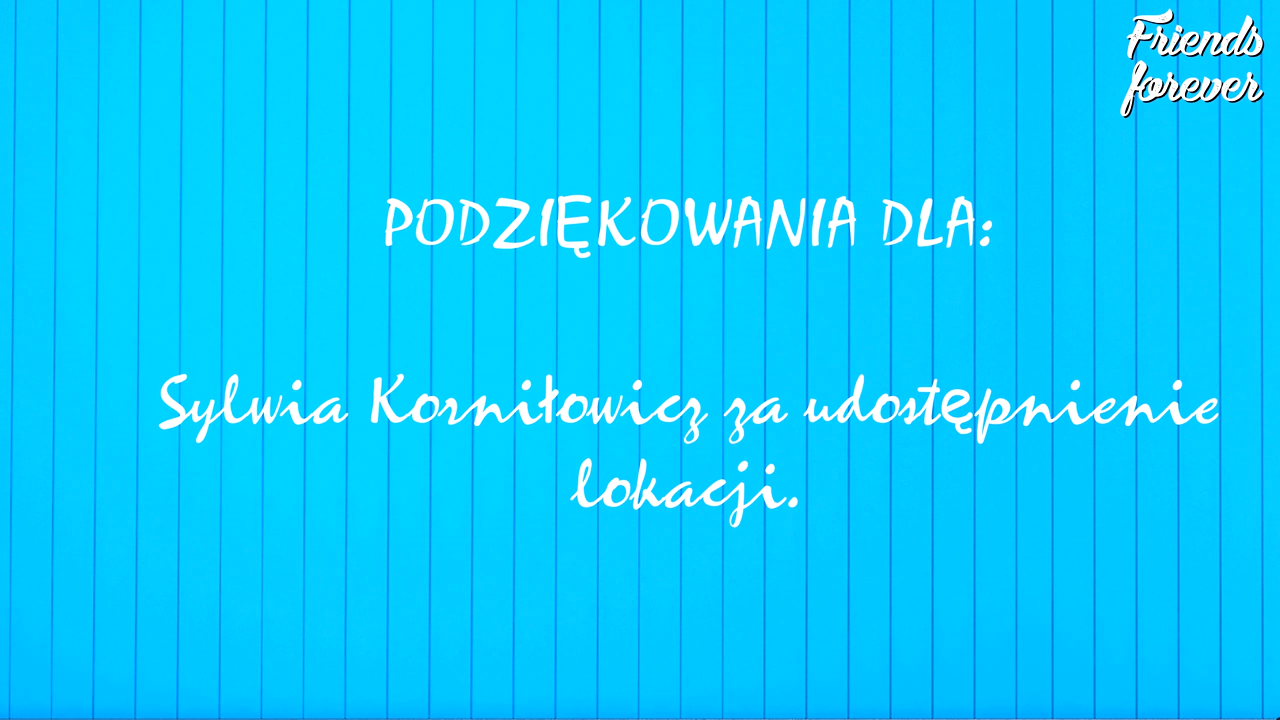 Friends
forever
PODZIĘKOWANIA DLA:
Sylwia Korniłowicz za udostępnienie
lokacji.